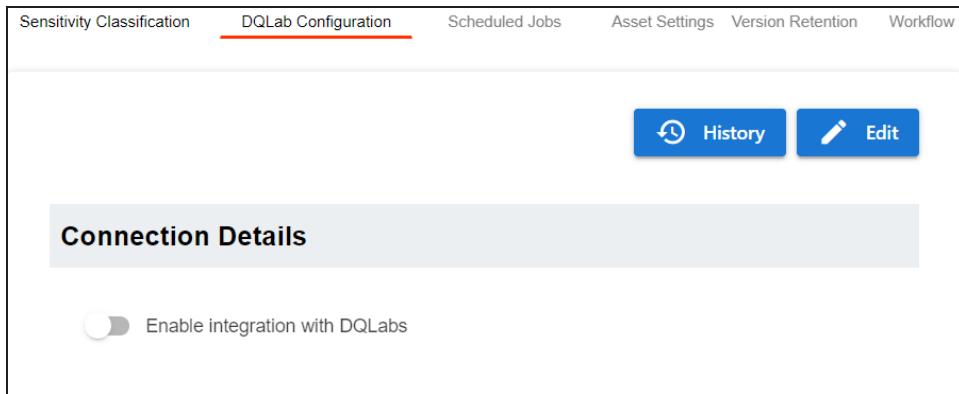 Sensitivity Classification DQLab Configuration Scheduled Jobs Asset Settings Version Retention Workflow
History Edit
Connection Details
Enable integration with DQLabs